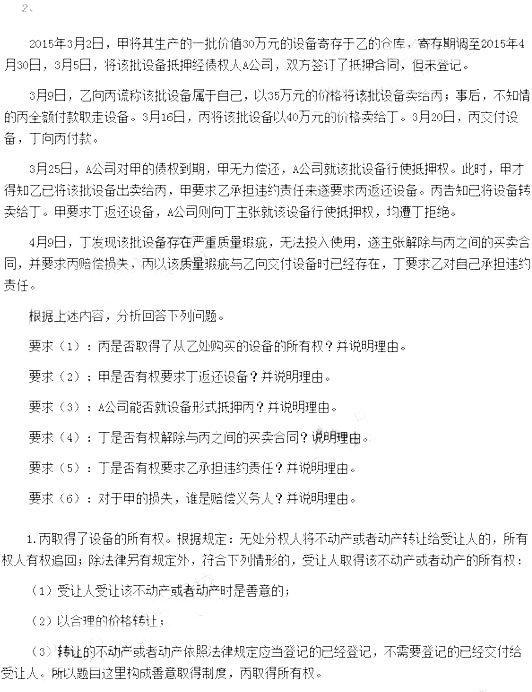 2、
2015年3月2日，甲将其生产的一批价值30万元的设备寄存于乙的仓库，寄存期调至2015年4
月30日，3月5日，将该批设备抵押经债权人A公司，双方签订了抵押合同，但未登记。
3月9日，乙向丙谎称该批设备属于自己，以35万元的价格将该批设备卖给丙；事后，不知情
的丙全额付款取走设备。3月16日，丙将该批设备以40万元的价格卖给丁。3月20日，丙交付设
备，丁向丙付款。
3月25日，A公司对甲的债权到期，甲无力偿还，A公司就该批设备行使抵押权。此时，甲才
得知乙已将该批设备出卖给丙，甲要求乙承担违约责任未遂要求丙返还设备。丙告知已将设备转
卖给丁。甲要求丁返还设备，A公司则向丁主张就该设备行使抵押权，均遭丁拒绝。
4月9日，丁发现该批设备存在严重质量瑕疵，无法投入使用，遂主张解除与丙之间的买卖合
同，并要求丙赔偿损失，丙以该质量瑕疵与乙向交付设备时已经存在，丁要求乙对自己承担违约
责任。
根据上述内容，分析回答下列问题。
要求（1）：丙是否取得了从乙处购买的设备的所有权？并说明理由。
要求（2）：甲是否有权要求丁返还设备？并说明理由。
要求（3）：A公司能否就设备形式抵押丙？并说明理由。
要求（4）：丁是否有权解除与丙之间的买卖合同？说明理由。
要求（5）：丁是否有权要求乙承担违约责任？并说明理由。
要求（6）：对于甲的损失，谁是赔偿义务人？并说明理由。
1.丙取得了设备的所有权。根据规定：无处分权人将不动产或者动产转让给受让人的，所有
权人有权追回；除法律另有规定外，符合下列情形的，受让人取得该不动产或者动产的所有权：
（1）受让人受让该不动产或者动产时是善意的；
（2）以合理的价格转让；
（3）转让的不动产或者动产依照法律规定应当登记的已经登记，不需要登记的已经交付给
受让人。所以题目这里构成善意取得制度，丙取得所有权。